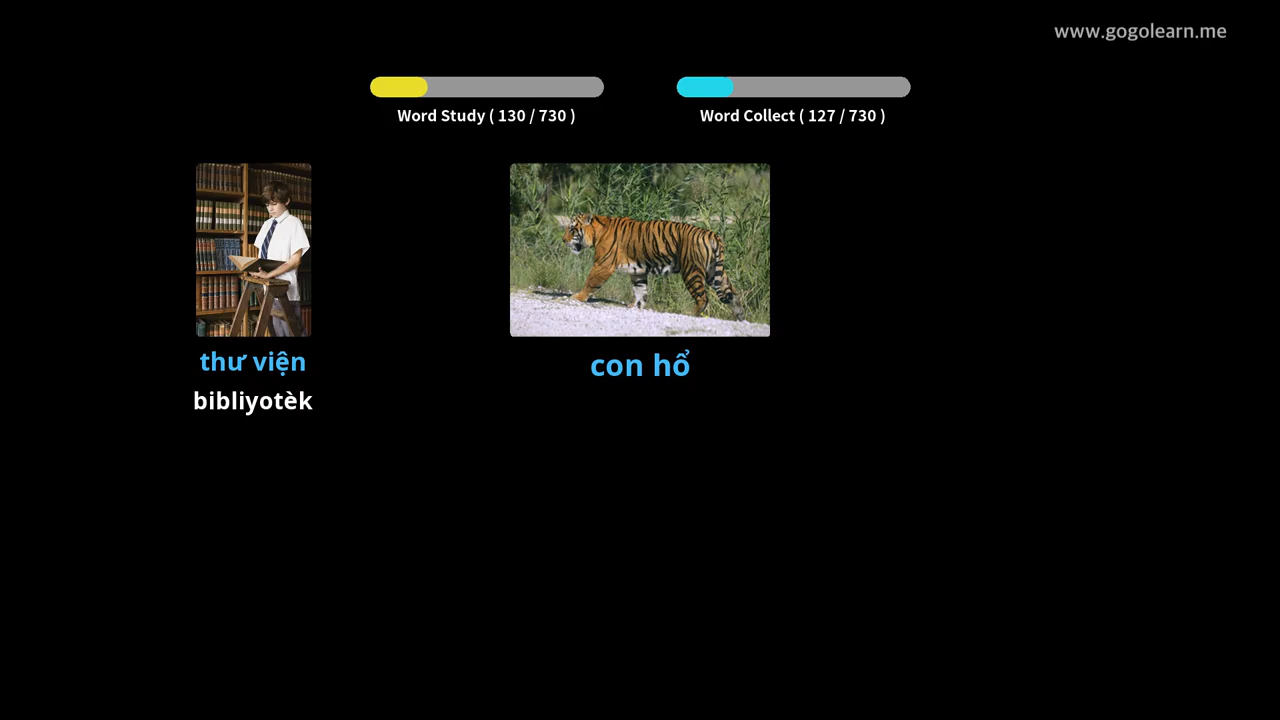 www.gogolearn.me
Word Study ( 130 / 730 )
Word Collect ( 127 / 730 )
thư viện
bibliyotèk
con hổ